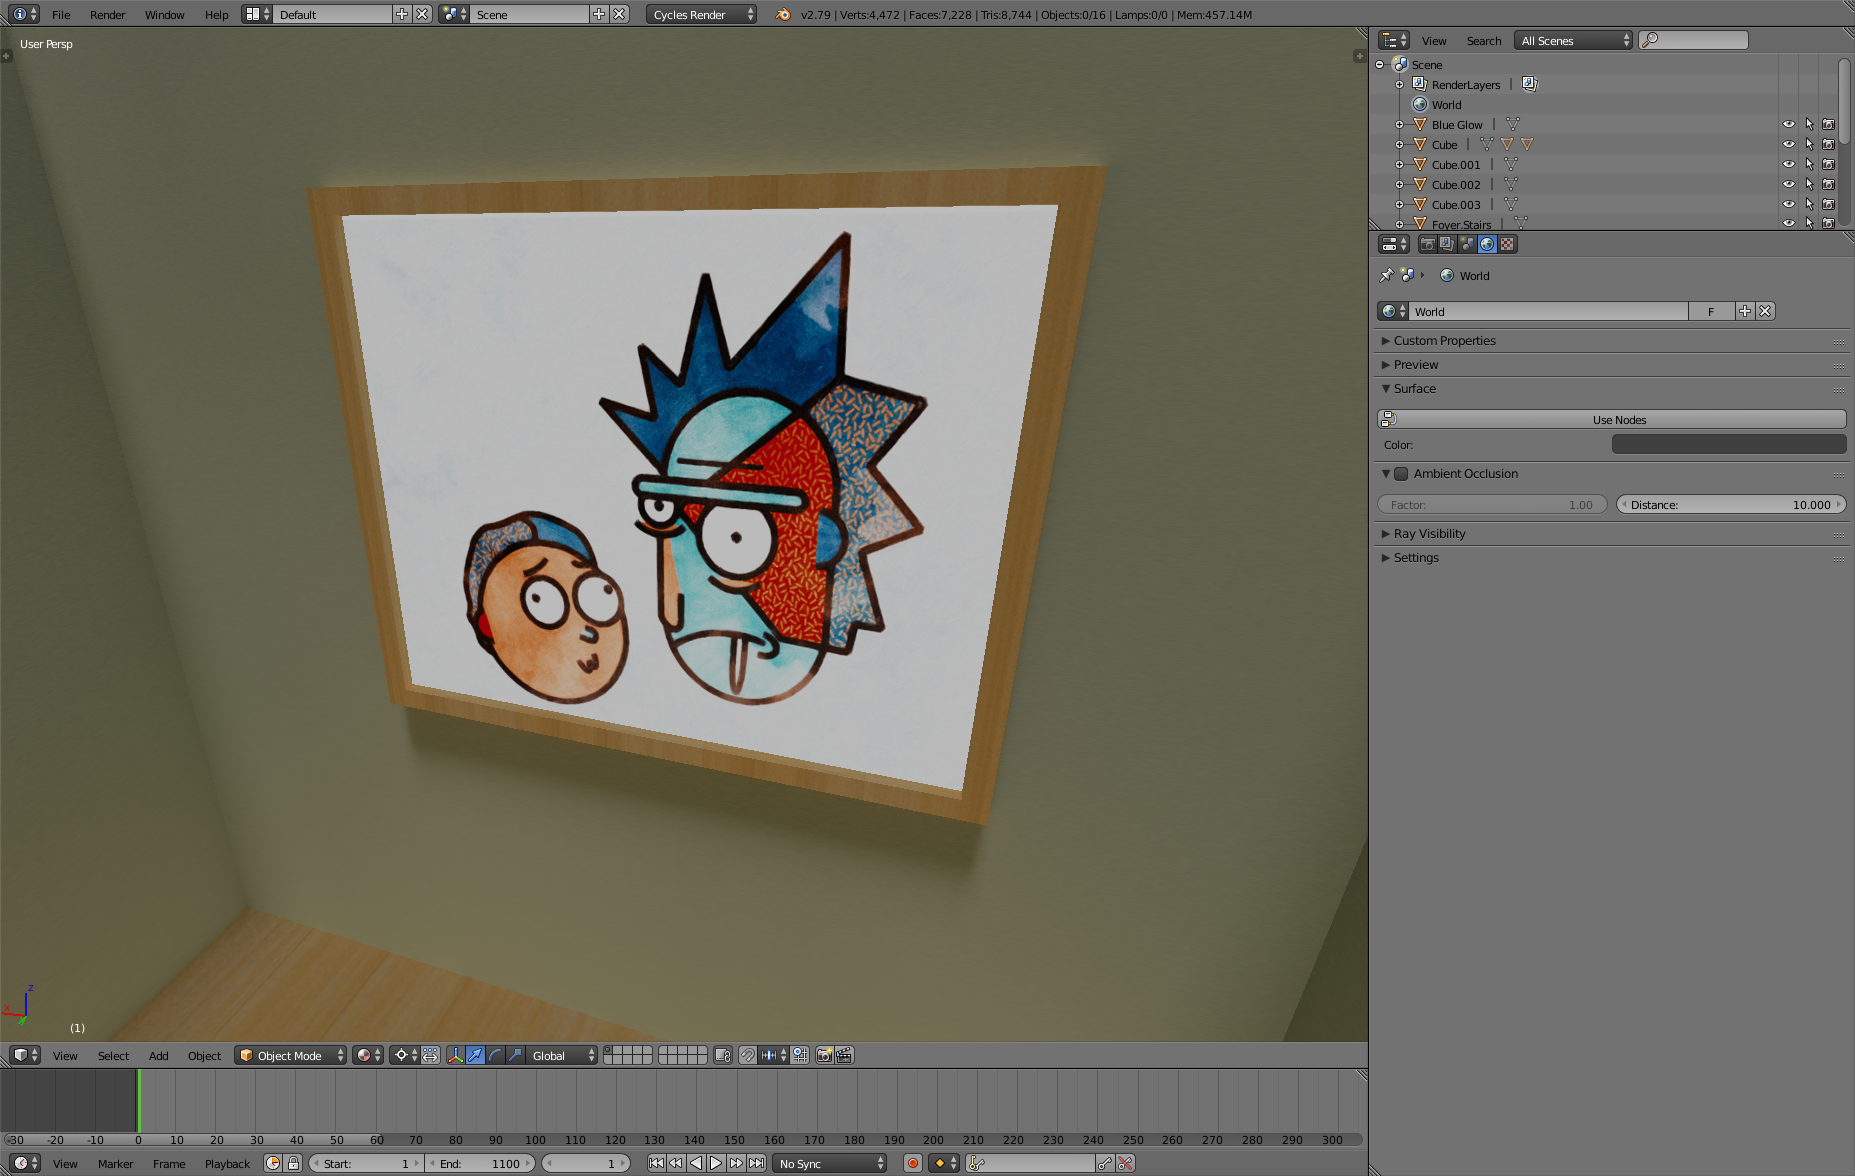 File Render Window Help Default Scene Cycles Render v2.79 | Verts:4,472 | Faces:7,228 | Tris:8,744 | Objects:0/16 | Lamps:0/0 | Mem:457.14M
User Persp
View Search All Scenes
Scene
RenderLayers |
World
Blue Glow |
Cube |
Cube.001 |
Cube.002 |
Cube.003 |
Foyer.Stairs |
World
World F
Custom Properties
Preview
Surface
Use Nodes
Color:
Ambient Occlusion
Factor: 1.00 Distance: 10.000
Ray Visibility
Settings
z
x
y
(1)
View Select Add Object Object Mode Global
-30 -20 -10 0 10 20 30 40 50 60 70 80 90 100 110 120 130 140 150 160 170 180 190 200 210 220 230 240 250 260 270 280 290 300
View Marker Frame Playback Start: 1 End: 1100 1 No Sync